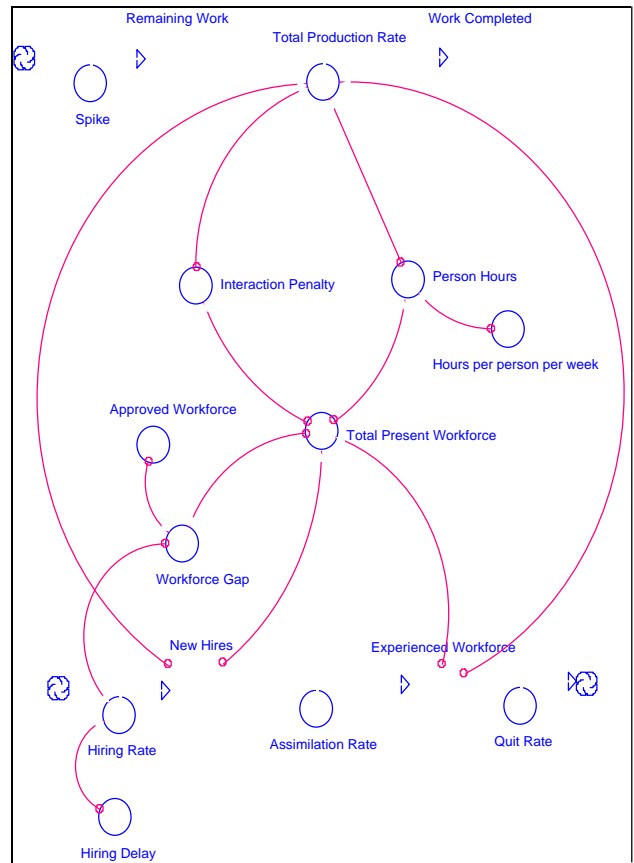 Remaining Work
Work Completed
Total Production Rate
Spike
Interaction Penalty
Person Hours
Hours per person per week
Approved Workforce
Total Present Workforce
Workforce Gap
New Hires
Experienced Workforce
Hiring Rate
Assimilation Rate
Quit Rate
Hiring Delay